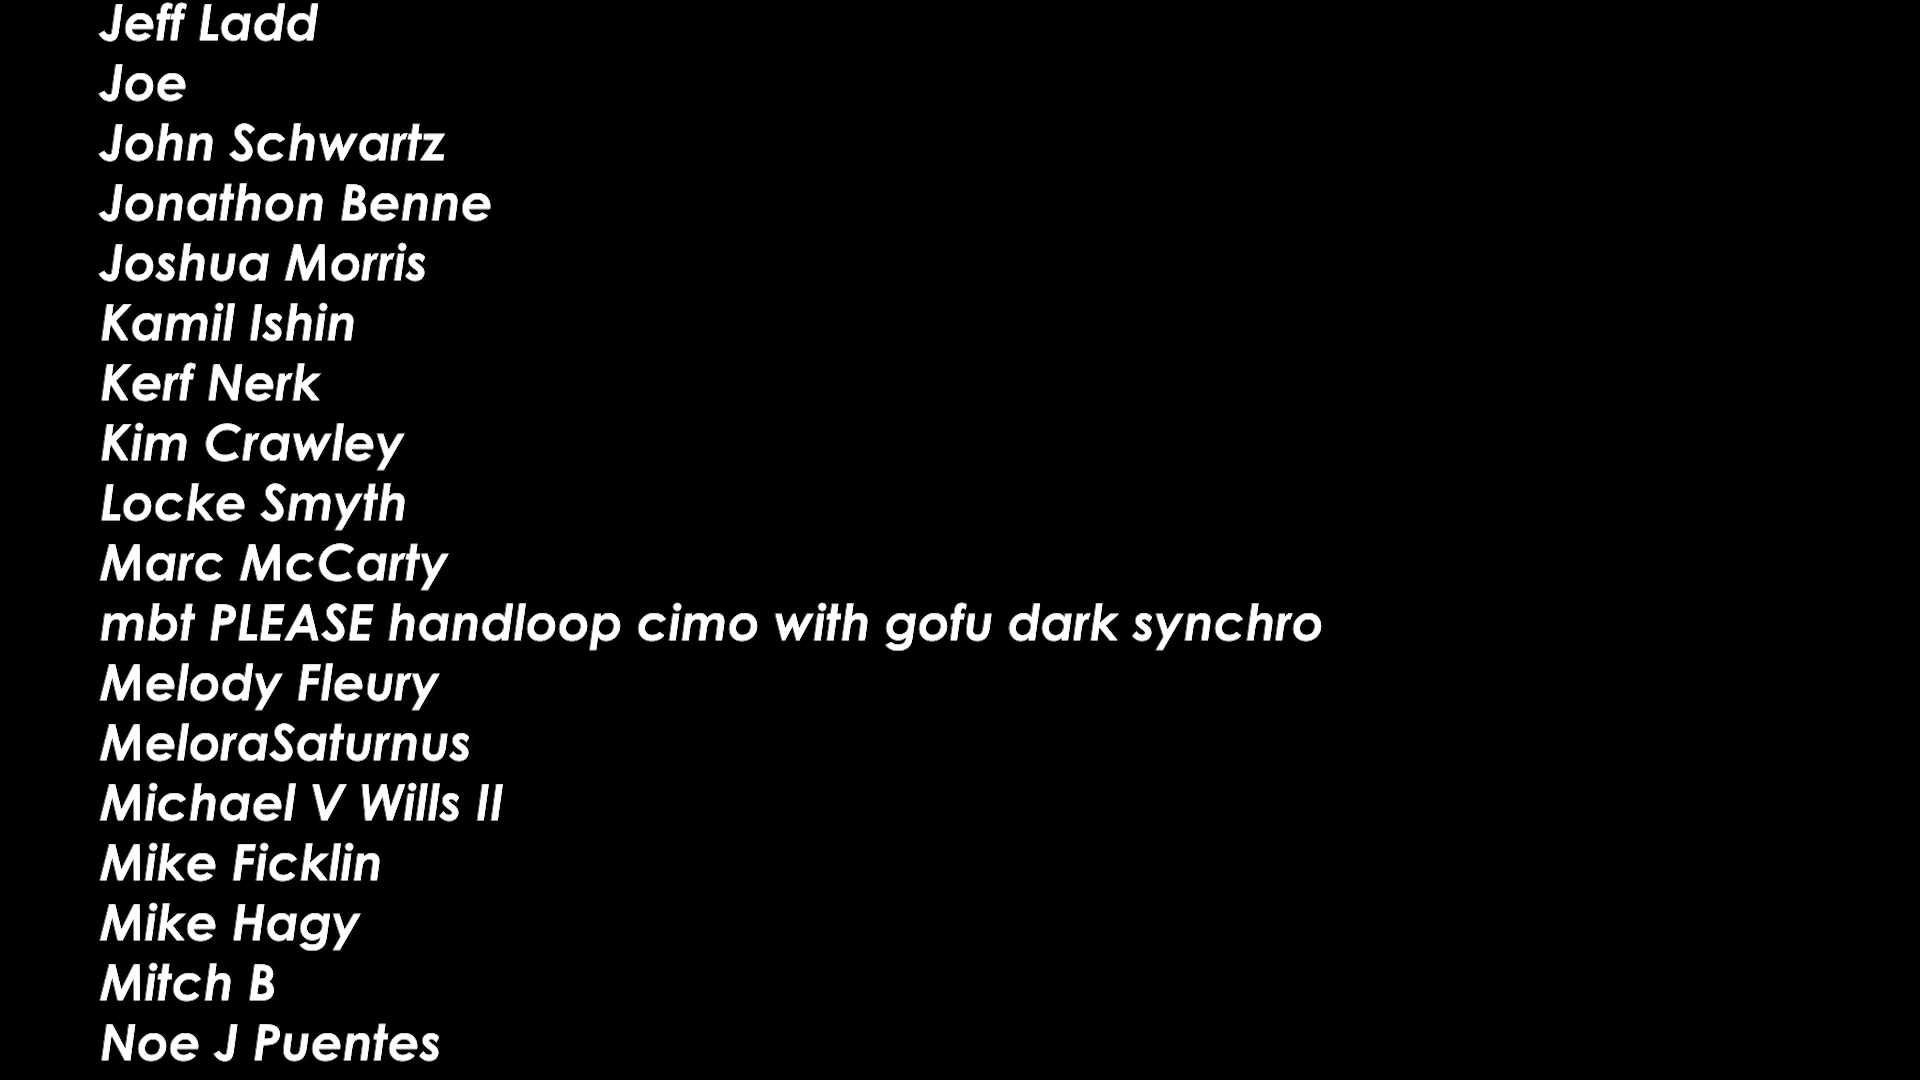 Jeff Ladd
Joe
John Schwartz
Jonathon Benne
Joshua Morris
Kamil Ishin
Kerf Nerk
Kim Crawley
Locke Smyth
Marc McCarty
mbt PLEASE handloop cimo with gofu dark synchro
Melody Fleury
MeloraSaturnus
Michael V Wills II
Mike Ficklin
Mike Hagy
Mitch B
Noe J Puentes